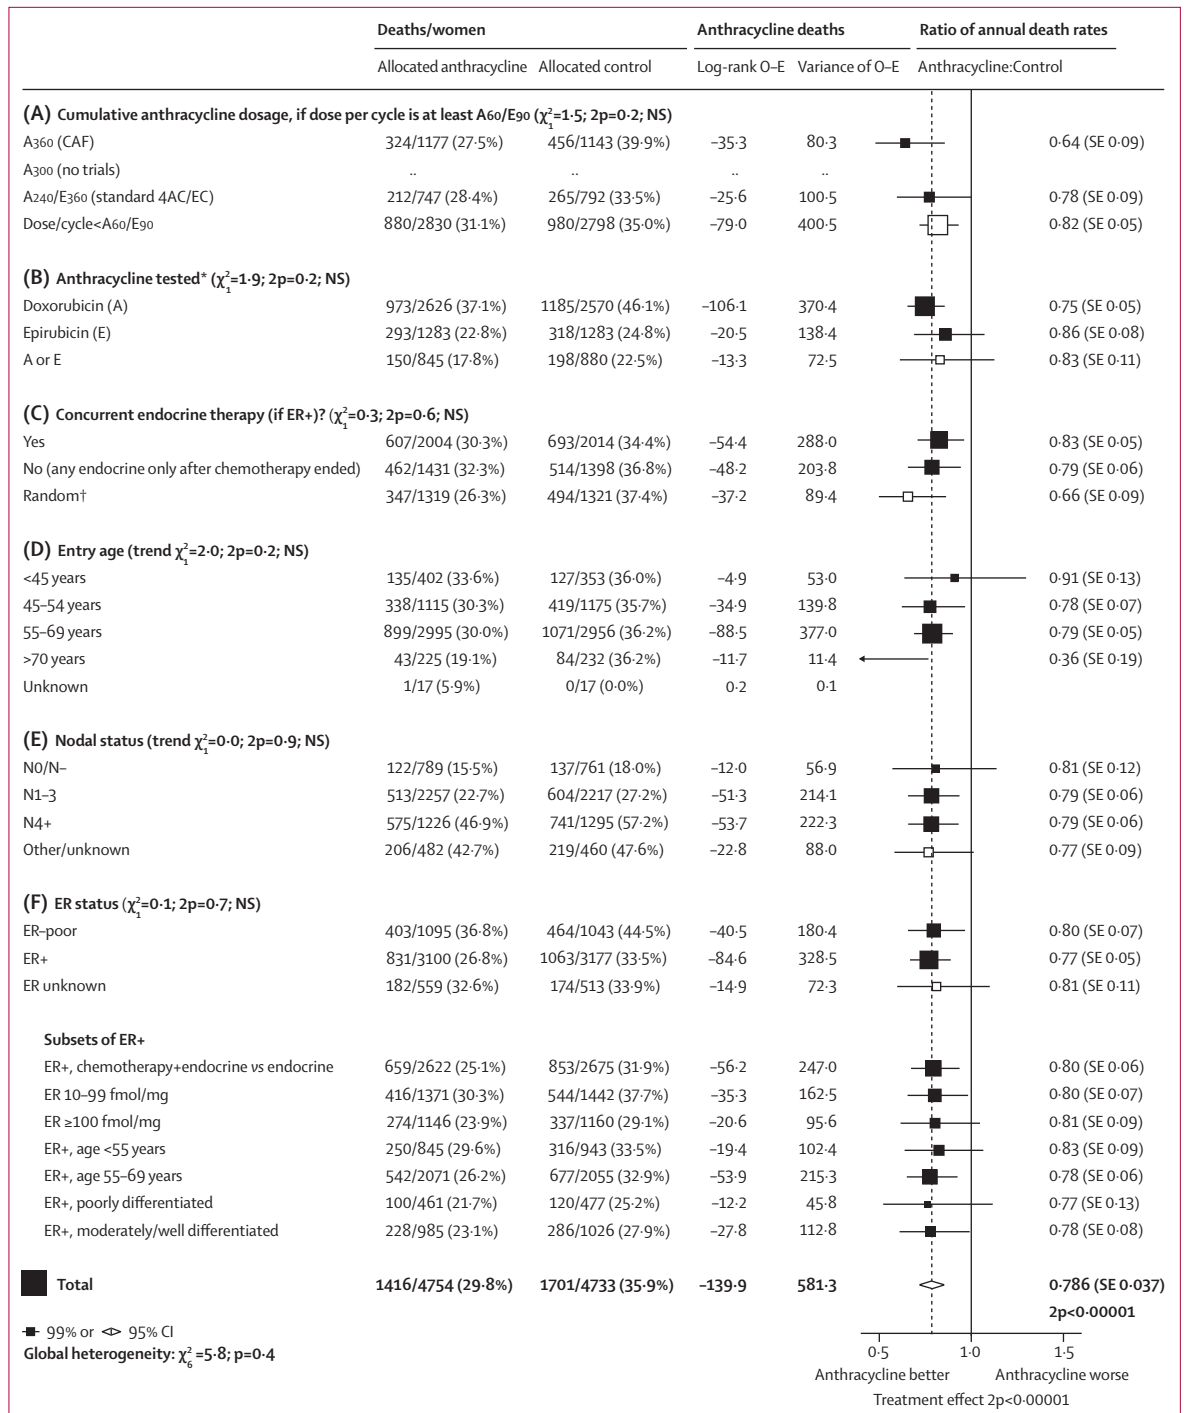 Deaths/women Anthracycline deaths Ratio of annual death rates
Allocated anthracycline Allocated control Log-rank O–E Variance of O–E Anthracycline:Control
(A) Cumulative anthracycline dosage, if dose per cycle is at least A60/E90 (χ²₁=1·5; 2p=0·2; NS)
A360 (CAF) 324/1177 (27·5%) 456/1143 (39·9%) –35·3 80·3 0·64 (SE 0·09)
A300 (no trials) .. .. .. ..
A240/E360 (standard 4AC/EC) 212/747 (28·4%) 265/792 (33·5%) –25·6 100·5 0·78 (SE 0·09)
Dose/cycle<A60/E90 880/2830 (31·1%) 980/2798 (35·0%) –79·0 400·5 0·82 (SE 0·05)
(B) Anthracycline tested* (χ²₁=1·9; 2p=0·2; NS)
Doxorubicin (A) 973/2626 (37·1%) 1185/2570 (46·1%) –106·1 370·4 0·75 (SE 0·05)
Epirubicin (E) 293/1283 (22·8%) 318/1283 (24·8%) –20·5 138·4 0·86 (SE 0·08)
A or E 150/845 (17·8%) 198/880 (22·5%) –13·3 72·5 0·83 (SE 0·11)
(C) Concurrent endocrine therapy (if ER+)? (χ²₁=0·3; 2p=0·6; NS)
Yes 607/2004 (30·3%) 693/2014 (34·4%) –54·4 288·0 0·83 (SE 0·05)
No (any endocrine only after chemotherapy ended) 462/1431 (32·3%) 514/1398 (36·8%) –48·2 203·8 0·79 (SE 0·06)
Random† 347/1319 (26·3%) 494/1321 (37·4%) –37·2 89·4 0·66 (SE 0·09)
(D) Entry age (trend χ²₁=2·0; 2p=0·2; NS)
<45 years 135/402 (33·6%) 127/353 (36·0%) –4·9 53·0 0·91 (SE 0·13)
45–54 years 338/1115 (30·3%) 419/1175 (35·7%) –34·9 139·8 0·78 (SE 0·07)
55–69 years 899/2995 (30·0%) 1071/2956 (36·2%) –88·5 377·0 0·79 (SE 0·05)
>70 years 43/225 (19·1%) 84/232 (36·2%) –11·7 11·4 0·36 (SE 0·19)
Unknown 1/17 (5·9%) 0/17 (0·0%) 0·2 0·1
(E) Nodal status (trend χ²₁=0·0; 2p=0·9; NS)
N0/N– 122/789 (15·5%) 137/761 (18·0%) –12·0 56·9 0·81 (SE 0·12)
N1–3 513/2257 (22·7%) 604/2217 (27·2%) –51·3 214·1 0·79 (SE 0·06)
N4+ 575/1226 (46·9%) 741/1295 (57·2%) –53·7 222·3 0·79 (SE 0·06)
Other/unknown 206/482 (42·7%) 219/460 (47·6%) –22·8 88·0 0·77 (SE 0·09)
(F) ER status (χ²₁=0·1; 2p=0·7; NS)
ER–poor 403/1095 (36·8%) 464/1043 (44·5%) –40·5 180·4 0·80 (SE 0·07)
ER+ 831/3100 (26·8%) 1063/3177 (33·5%) –84·6 328·5 0·77 (SE 0·05)
ER unknown 182/559 (32·6%) 174/513 (33·9%) –14·9 72·3 0·81 (SE 0·11)
Subsets of ER+
ER+, chemotherapy+endocrine vs endocrine 659/2622 (25·1%) 853/2675 (31·9%) –56·2 247·0 0·80 (SE 0·06)
ER 10–99 fmol/mg 416/1371 (30·3%) 544/1442 (37·7%) –35·3 162·5 0·80 (SE 0·07)
ER ≥100 fmol/mg 274/1146 (23·9%) 337/1160 (29·1%) –20·6 95·6 0·81 (SE 0·09)
ER+, age <55 years 250/845 (29·6%) 316/943 (33·5%) –19·4 102·4 0·83 (SE 0·09)
ER+, age 55–69 years 542/2071 (26·2%) 677/2055 (32·9%) –53·9 215·3 0·78 (SE 0·06)
ER+, poorly differentiated 100/461 (21·7%) 120/477 (25·2%) –12·2 45·8 0·77 (SE 0·13)
ER+, moderately/well differentiated 228/985 (23·1%) 286/1026 (27·9%) –27·8 112·8 0·78 (SE 0·08)
Total 1416/4754 (29·8%) 1701/4733 (35·9%) –139·9 581·3 0·786 (SE 0·037)
2p<0·00001
99% or 95% CI
Global heterogeneity: χ²₆=5·8; p=0·4
0·5 1·0 1·5
Anthracycline better Anthracycline worse
Treatment effect 2p<0·00001